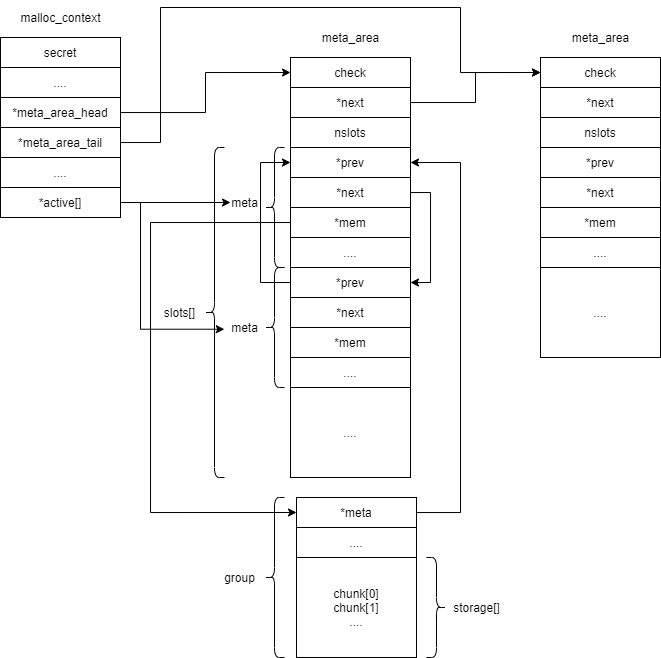 malloc_context
secret
....
*meta_area_head
*meta_area_tail
....
*active[]
meta_area
check
*next
nslots
*prev
*next
*mem
....
*prev
*next
*mem
....
....
meta
meta
slots[]
meta_area
check
*next
nslots
*prev
*next
*mem
....
....
group
*meta
....
chunk[0]
chunk[1]
....
storage[]